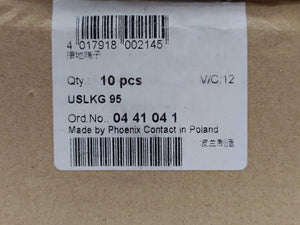 4 017918 002145
接地端子
Qty.: 10 pcs V/C:12
USLKG 95
Ord.No.: 04 41 04 1
Made by Phoenix Contact in Poland
波兰制造